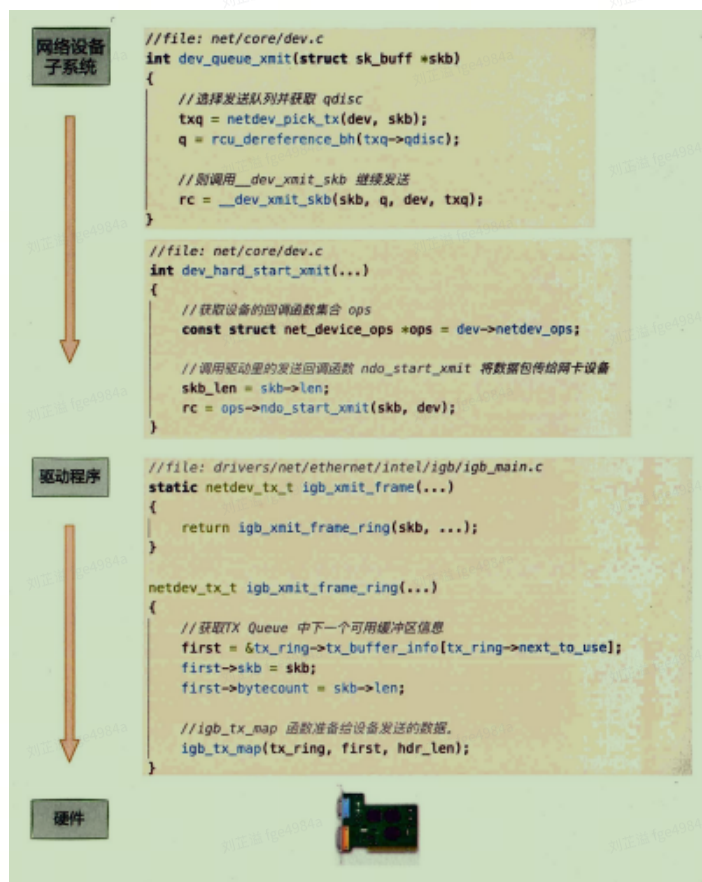 网络设备
子系统
//file: net/core/dev.c
int dev_queue_xmit(struct sk_buff *skb)
{
//选择发送队列并获取 qdisc
txq = netdev_pick_tx(dev, skb);
q = rcu_dereference_bh(txq->qdisc);
//则调用__dev_xmit_skb 继续发送
rc = __dev_xmit_skb(skb, q, dev, txq);
}
//file: net/core/dev.c
int dev_hard_start_xmit(...)
{
//获取设备的回调函数集合 ops
const struct net_device_ops *ops = dev->netdev_ops;
//调用驱动里的发送回调函数 ndo_start_xmit 将数据包传给网卡设备
skb_len = skb->len;
rc = ops->ndo_start_xmit(skb, dev);
}
驱动程序
//file: drivers/net/ethernet/intel/igb/igb_main.c
static netdev_tx_t igb_xmit_frame(...)
{
return igb_xmit_frame_ring(skb, ...);
}
netdev_tx_t igb_xmit_frame_ring(...)
{
//获取TX Queue 中下一个可用缓冲区信息
first = &tx_ring->tx_buffer_info[tx_ring->next_to_use];
first->skb = skb;
first->bytecount = skb->len;
//igb_tx_map 函数准备给设备发送的数据。
igb_tx_map(tx_ring, first, hdr_len);
}
硬件